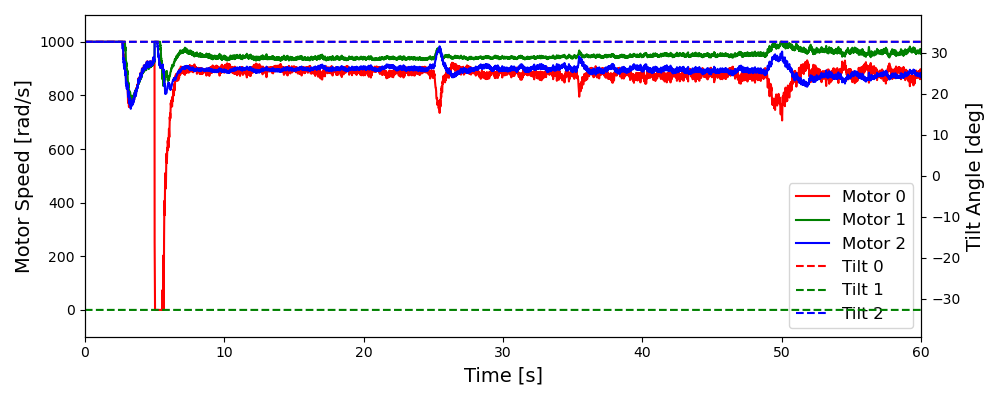 1000
800
600
400
200
0
Motor Speed [rad/s]
30
20
10
0
−10
−20
−30
Tilt Angle [deg]
Motor 0
Motor 1
Motor 2
Tilt 0
Tilt 1
Tilt 2
0 10 20 30 40 50 60
Time [s]